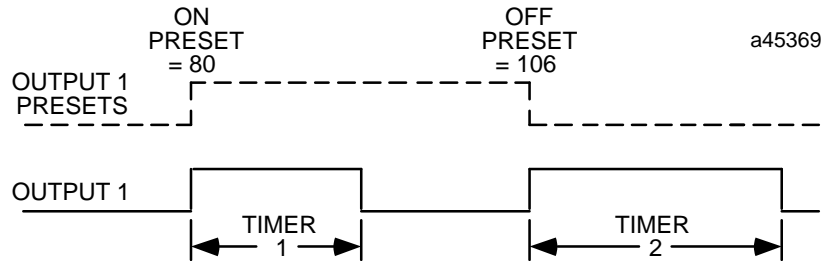 ON
PRESET
= 80
OFF
PRESET
= 106
a45369
OUTPUT 1
PRESETS
OUTPUT 1
TIMER
1
TIMER
2